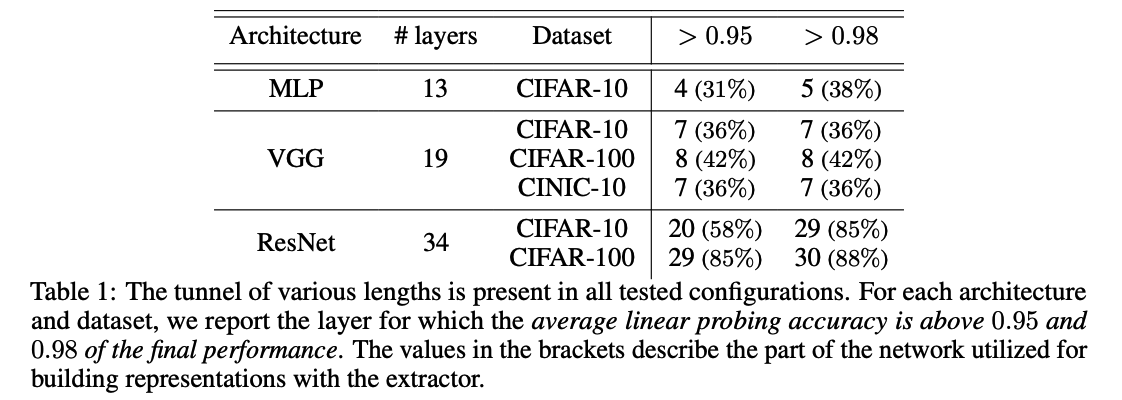 Architecture # layers Dataset > 0.95 > 0.98
MLP 13 CIFAR-10 4 (31%) 5 (38%)
CIFAR-10 7 (36%) 7 (36%)
VGG 19 CIFAR-100 8 (42%) 8 (42%)
CINIC-10 7 (36%) 7 (36%)
CIFAR-10 20 (58%) 29 (85%)
ResNet 34
CIFAR-100 29 (85%) 30 (88%)
Table 1: The tunnel of various lengths is present in all tested configurations. For each architecture
and dataset, we report the layer for which the average linear probing accuracy is above 0.95 and
0.98 of the final performance. The values in the brackets describe the part of the network utilized for
building representations with the extractor.